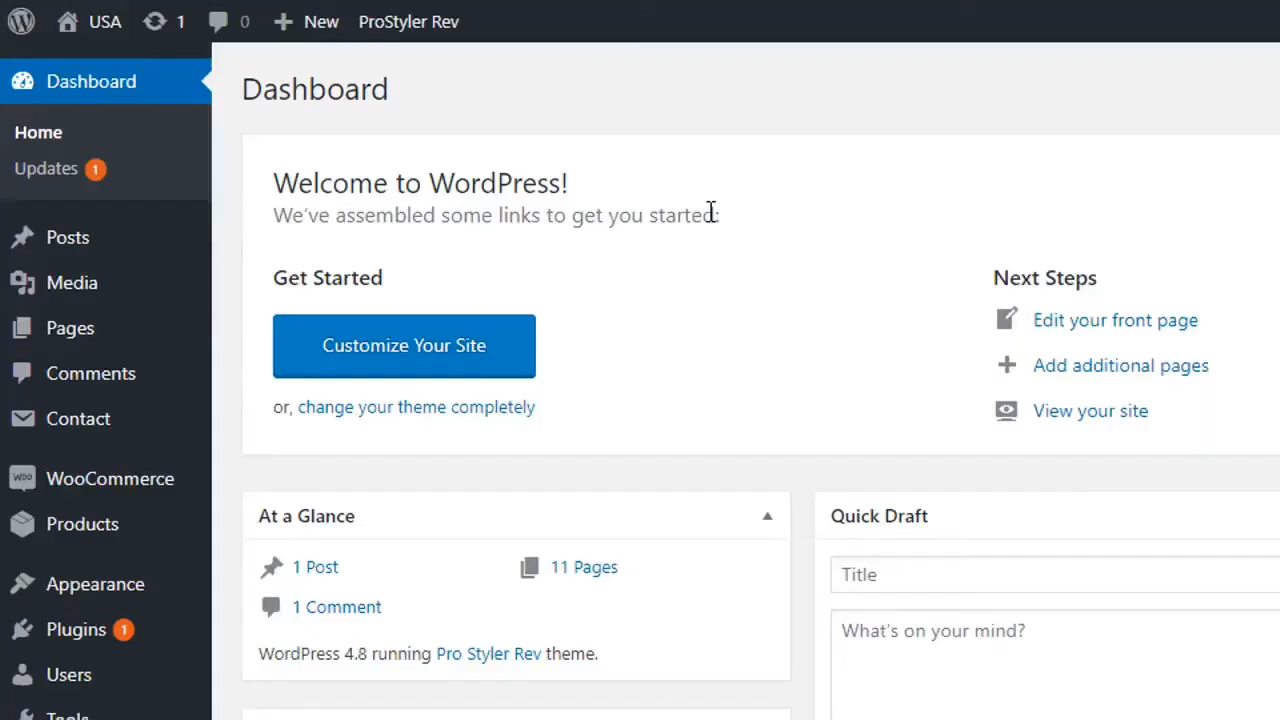 USA 1 0 New ProStyler Rev
Dashboard
Home
Updates 1
Posts
Media
Pages
Comments
Contact
WOO WooCommerce
Products
Appearance
Plugins 1
Users
Tools
Dashboard
Welcome to WordPress!
We've assembled some links to get you started:
Get Started
Customize Your Site
or, change your theme completely
Next Steps
Edit your front page
Add additional pages
View your site
At a Glance
1 Post
11 Pages
1 Comment
WordPress 4.8 running Pro Styler Rev theme.
Quick Draft
Title
What's on your mind?